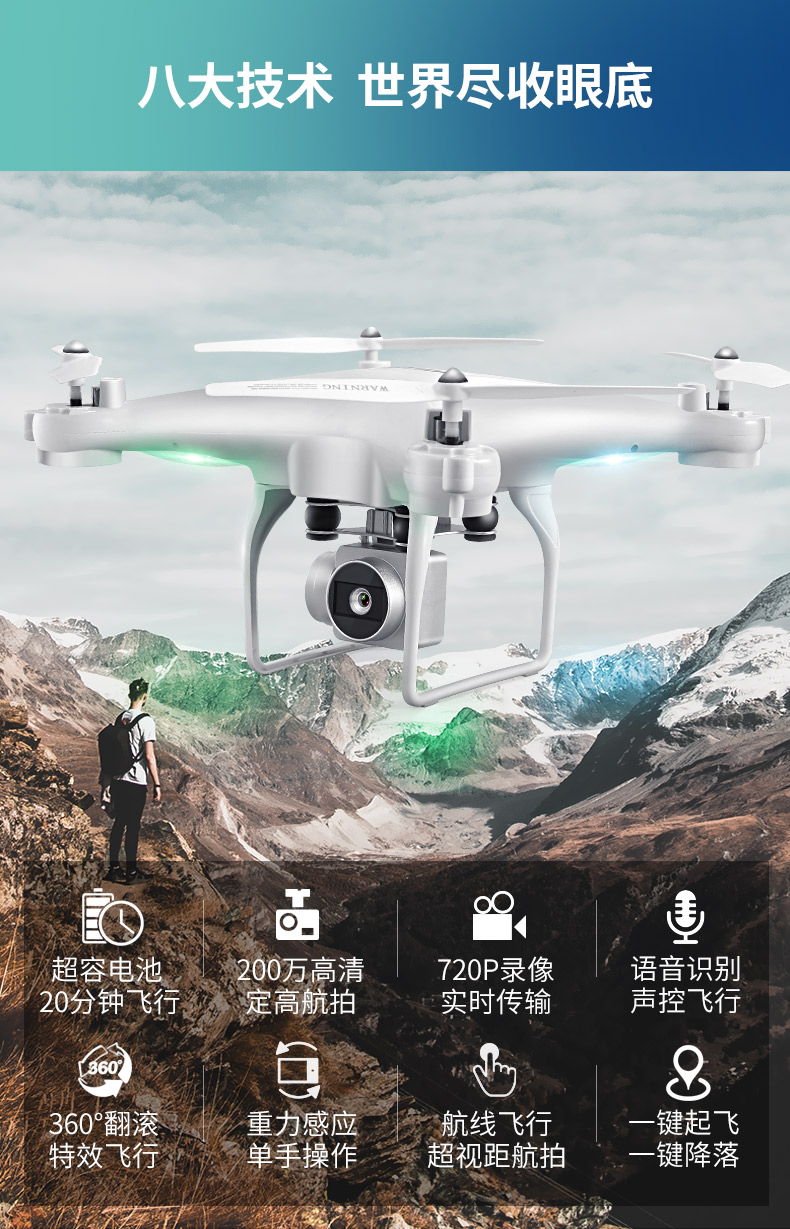 八大技术 世界尽收眼底
WARNING
360°
超容电池
20分钟飞行
200万高清
定高航拍
720P录像
实时传输
语音识别
声控飞行
360°翻滚
特效飞行
重力感应
单手操作
航线飞行
超视距航拍
一键起飞
一键降落